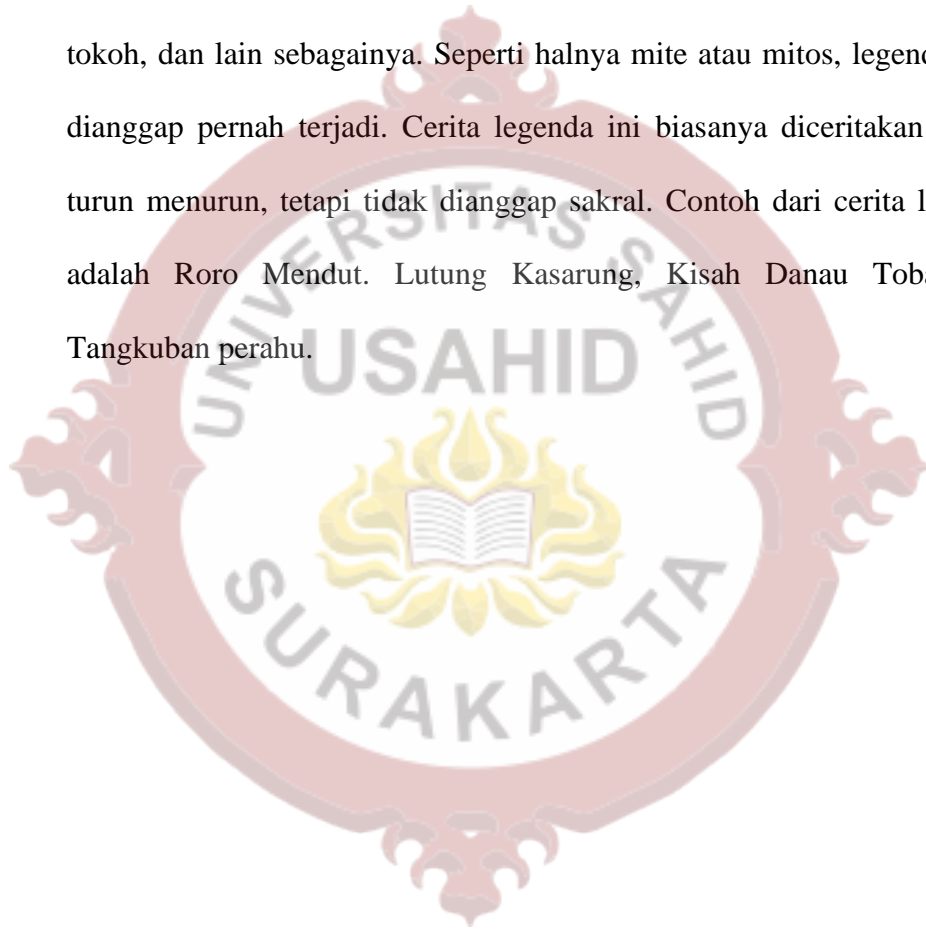 tokoh, dan lain sebagainya. Seperti halnya mite atau mitos,
dianggap pernah terjadi. Cerita legenda ini biasanya diceritakan
turun menurun, tetapi tidak dianggap sakral. Contoh dari cerita
adalah Roro Mendut. Lutung Kasarung, Kisah Danau
Tangkuban perahu.
UNIVERSITAS SAHID
USAHID
SURAKARTA